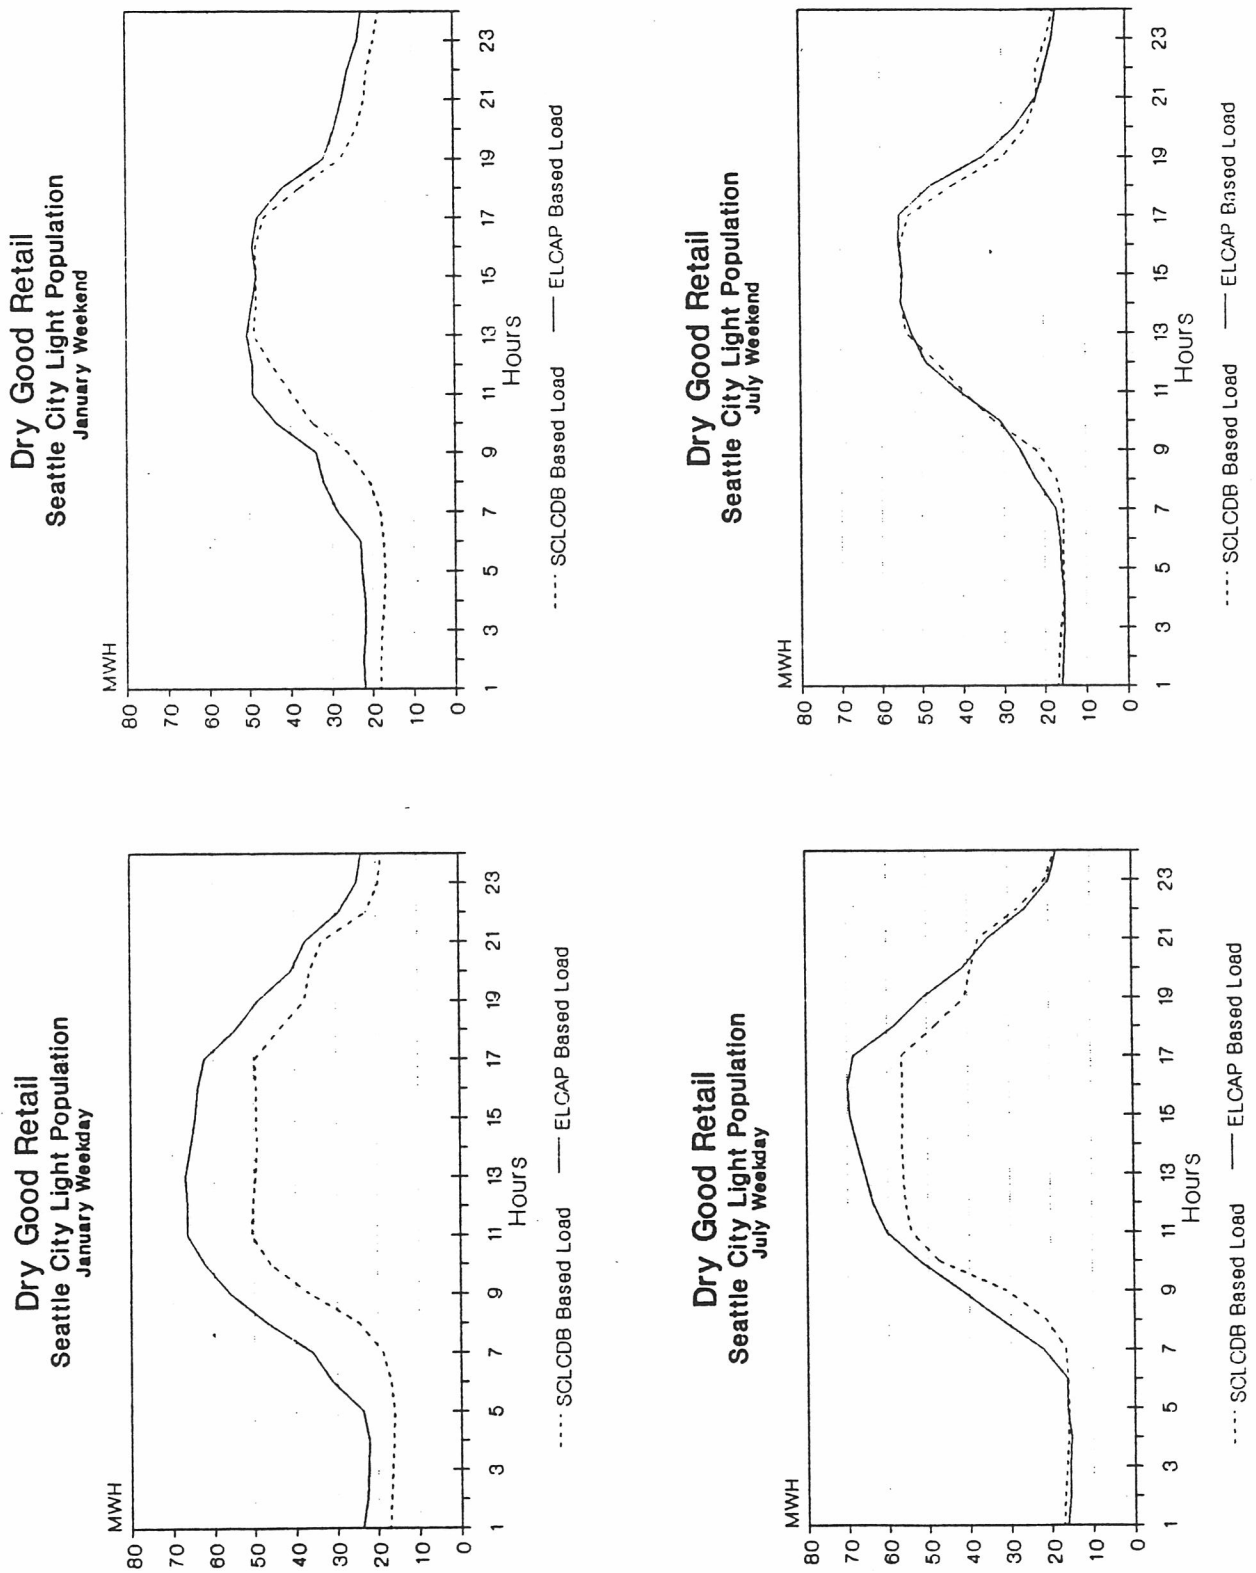 Dry Good Retail
Seattle City Light Population
January Weekday
MWH
80
70
60
50
40
30
20
10
0
1 3 5 7 9 11 13 15 17 19 21 23
Hours
---- SCLCDB Based Load —— ELCAP Based Load
Dry Good Retail
Seattle City Light Population
January Weekend
MWH
80
70
60
50
40
30
20
10
0
1 3 5 7 9 11 13 15 17 19 21 23
Hours
---- SCLCDB Based Load —— ELCAP Based Load
Dry Good Retail
Seattle City Light Population
July Weekday
MWH
80
70
60
50
40
30
20
10
0
1 3 5 7 9 11 13 15 17 19 21 23
Hours
---- SCLCDB Based Load —— ELCAP Based Load
Dry Good Retail
Seattle City Light Population
July Weekend
MWH
80
70
60
50
40
30
20
10
0
1 3 5 7 9 11 13 15 17 19 21 23
Hours
---- SCLCDB Based Load —— ELCAP Based Load